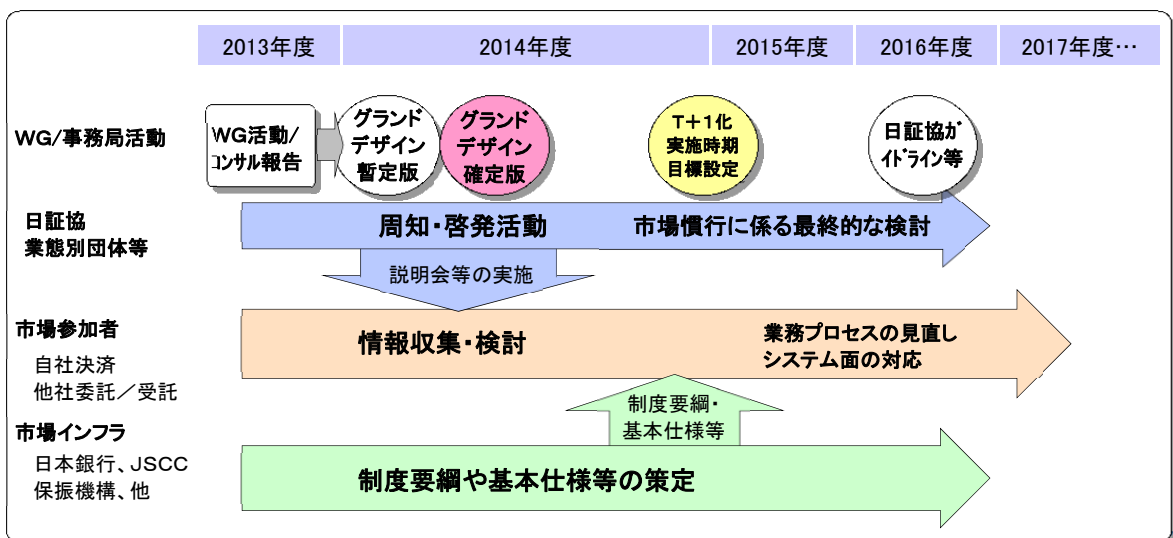 2013年度
2014年度
2015年度
2016年度
2017年度…
WG/事務局活動
WG活動/
コンサル報告
グランド
デザイン
暫定版
グランド
デザイン
確定版
T+1化
実施時期
目標設定
日証協ガ
イドライン等
日証協
業態別団体等
周知・啓発活動
市場慣行に係る最終的な検討
説明会等の実施
市場参加者
自社決済
他社委託／受託
情報収集・検討
業務プロセスの見直し
システム面の対応
制度要綱・
基本仕様等
市場インフラ
日本銀行、JSCC
保振機構、他
制度要綱や基本仕様等の策定